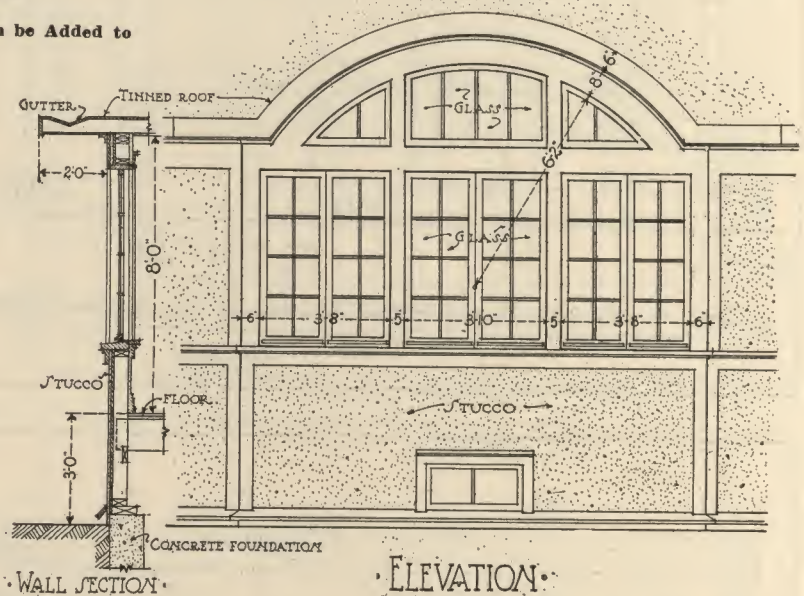 n be Added to
GUTTER
TINNED ROOF
2'-0"
8'-0"
STUCCO
FLOOR
3'-0"
CONCRETE FOUNDATION
· WALL SECTION ·
6"
8"
GLASS
6'2"
GLASS
6" 3'-8" 5" 3'-10" 5" 3'-8" 6"
STUCCO
· ELEVATION ·